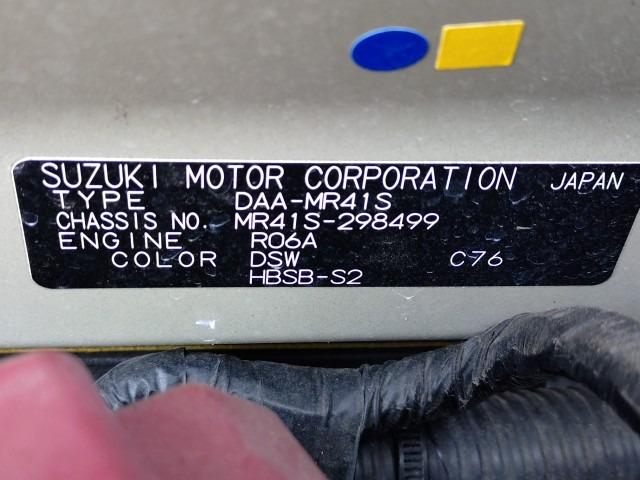 SUZUKI MOTOR CORPORATION JAPAN
TYPE DAA-MR41S
CHASSIS NO. MR41S-298499
ENGINE R06A
COLOR DSW C76
HBSB-S2